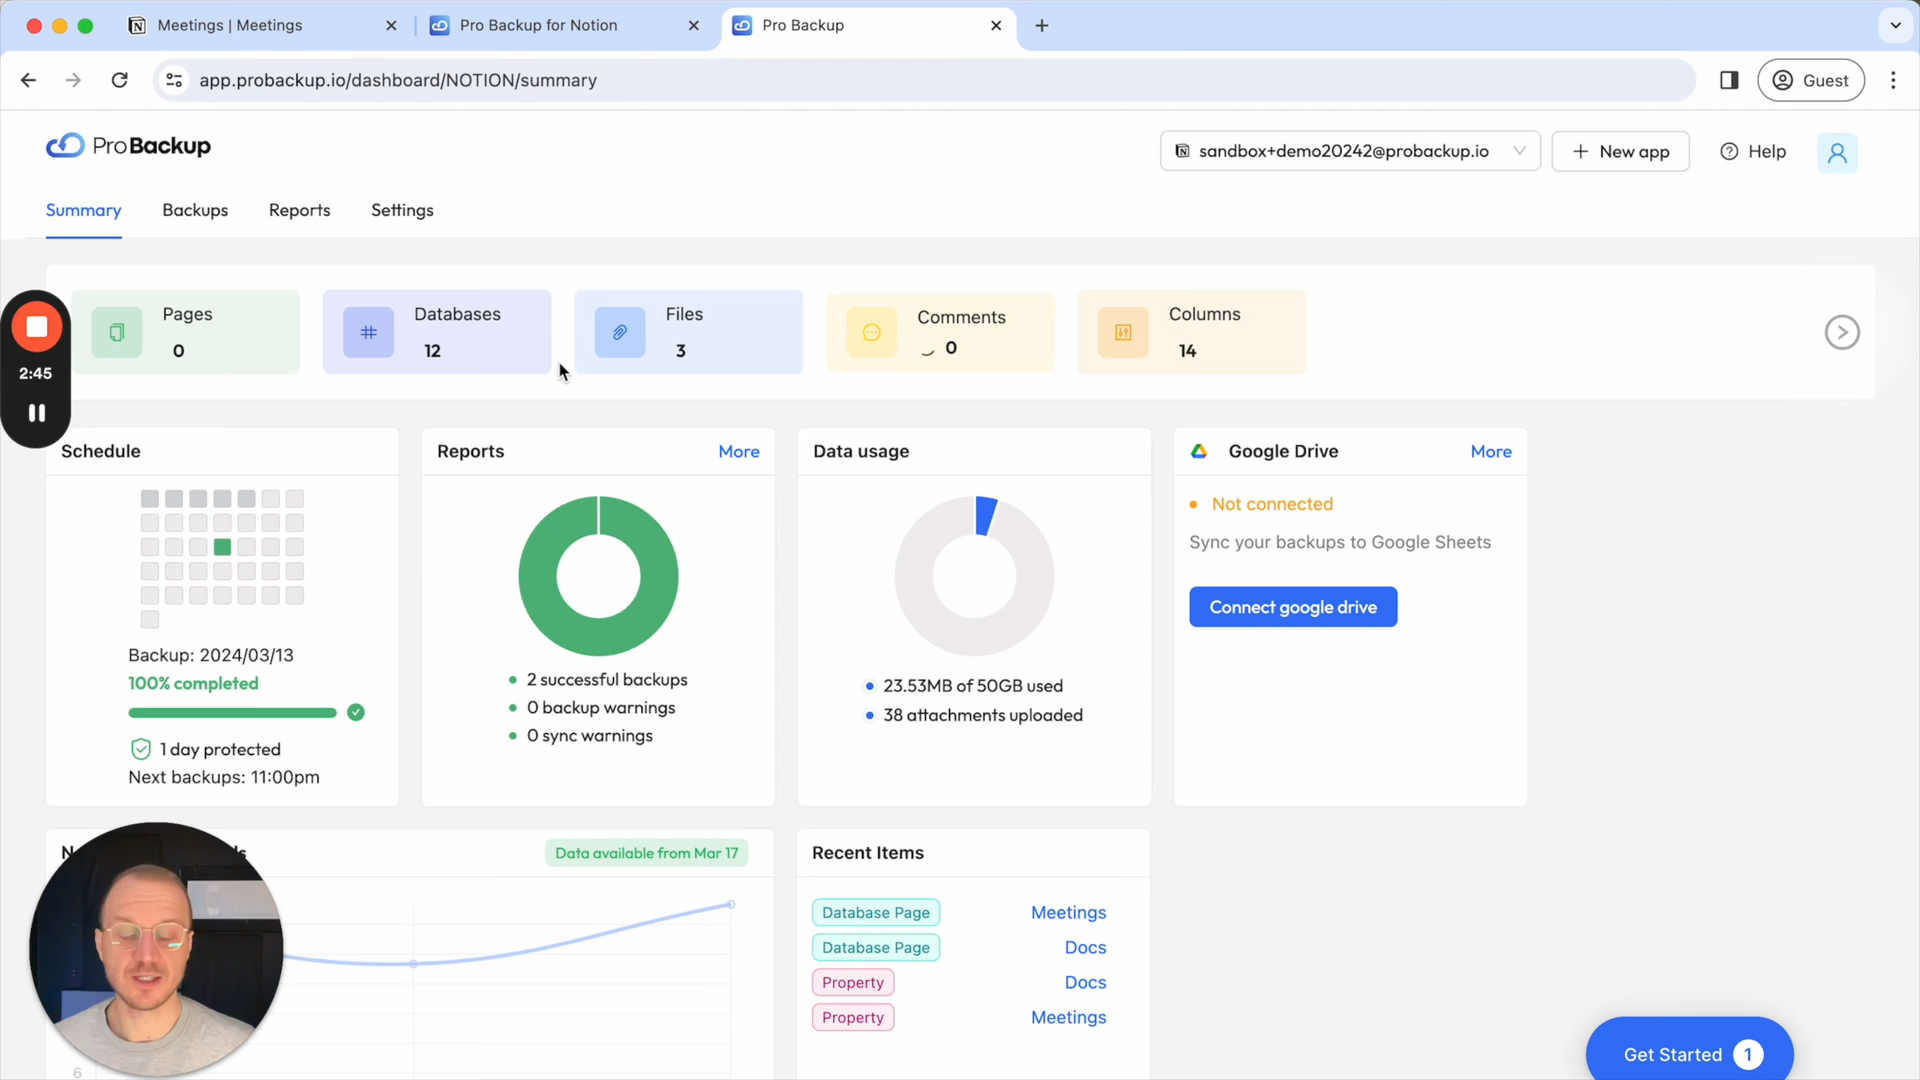 Meetings | Meetings
Pro Backup for Notion
Pro Backup
app.probackup.io/dashboard/NOTION/summary
Guest
ProBackup
sandbox+demo20242@probackup.io
New app
Help
Summary
Backups
Reports
Settings
Pages
0
Databases
12
Files
3
Comments
0
Columns
14
2:45
Schedule
Backup: 2024/03/13
100% completed
1 day protected
Next backups: 11:00pm
Reports
More
2 successful backups
0 backup warnings
0 sync warnings
Data usage
23.53MB of 50GB used
38 attachments uploaded
Google Drive
More
Not connected
Sync your backups to Google Sheets
Connect google drive
Data available from Mar 17
6
Recent Items
Database Page
Meetings
Database Page
Docs
Property
Docs
Property
Meetings
Get Started
1